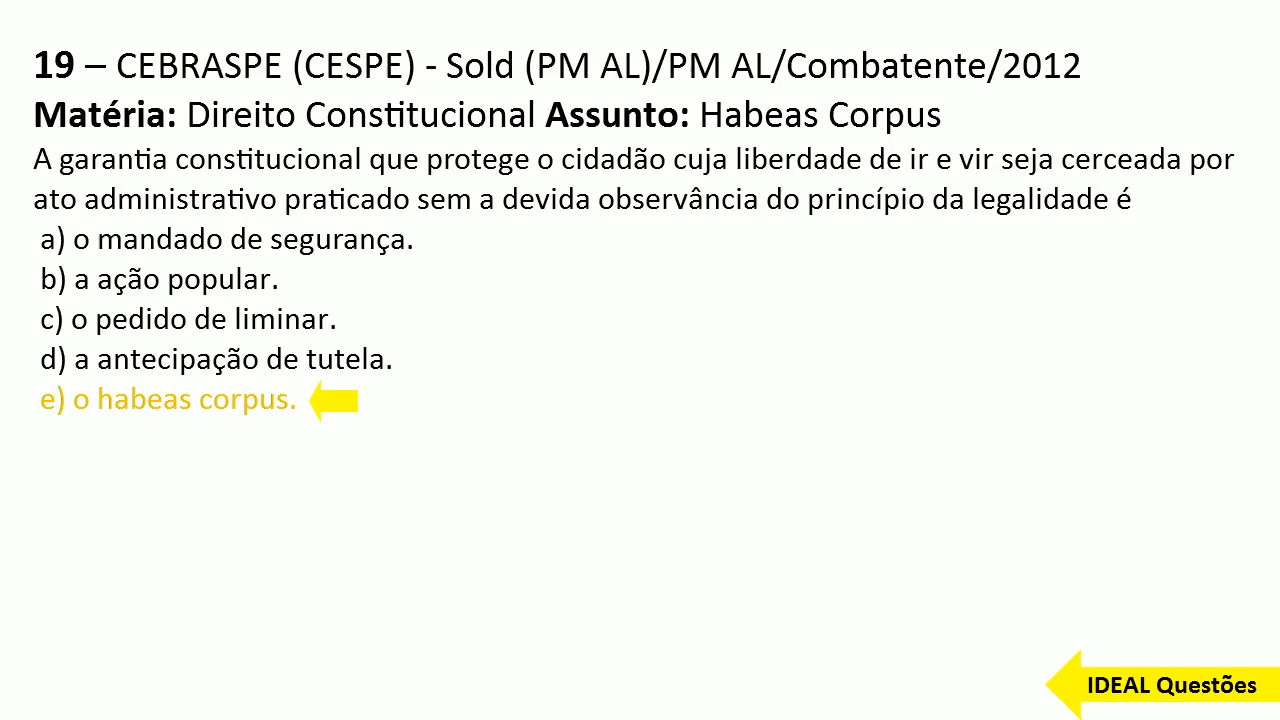 19 – CEBRASPE (CESPE) - Sold (PM AL)/PM AL/Combatente/2012
Matéria: Direito Constitucional Assunto: Habeas Corpus
A garantia constitucional que protege o cidadão cuja liberdade de ir e vir seja cerceada por
ato administrativo praticado sem a devida observância do princípio da legalidade é
a) o mandado de segurança.
b) a ação popular.
c) o pedido de liminar.
d) a antecipação de tutela.
e) o habeas corpus.
IDEAL Questões